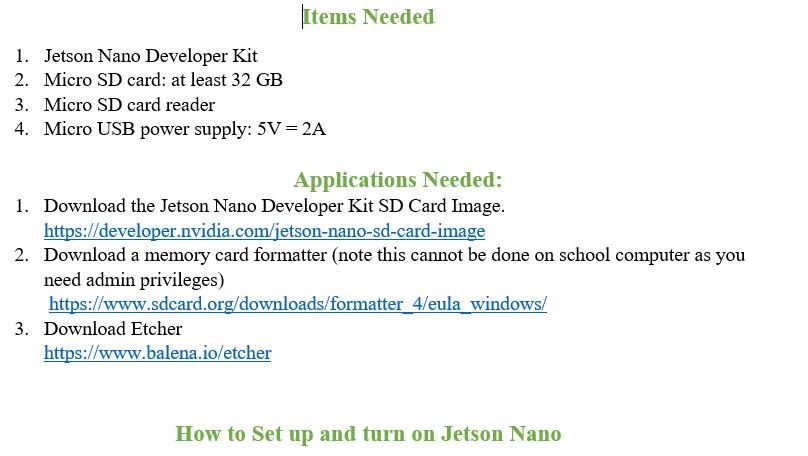 Items Needed
1. Jetson Nano Developer Kit
2. Micro SD card: at least 32 GB
3. Micro SD card reader
4. Micro USB power supply: 5V = 2A
Applications Needed:
1. Download the Jetson Nano Developer Kit SD Card Image.
https://developer.nvidia.com/jetson-nano-sd-card-image
2. Download a memory card formatter (note this cannot be done on school computer as you
need admin privileges)
https://www.sdcard.org/downloads/formatter_4/eula_windows/
3. Download Etcher
https://www.balena.io/etcher
How to Set up and turn on Jetson Nano